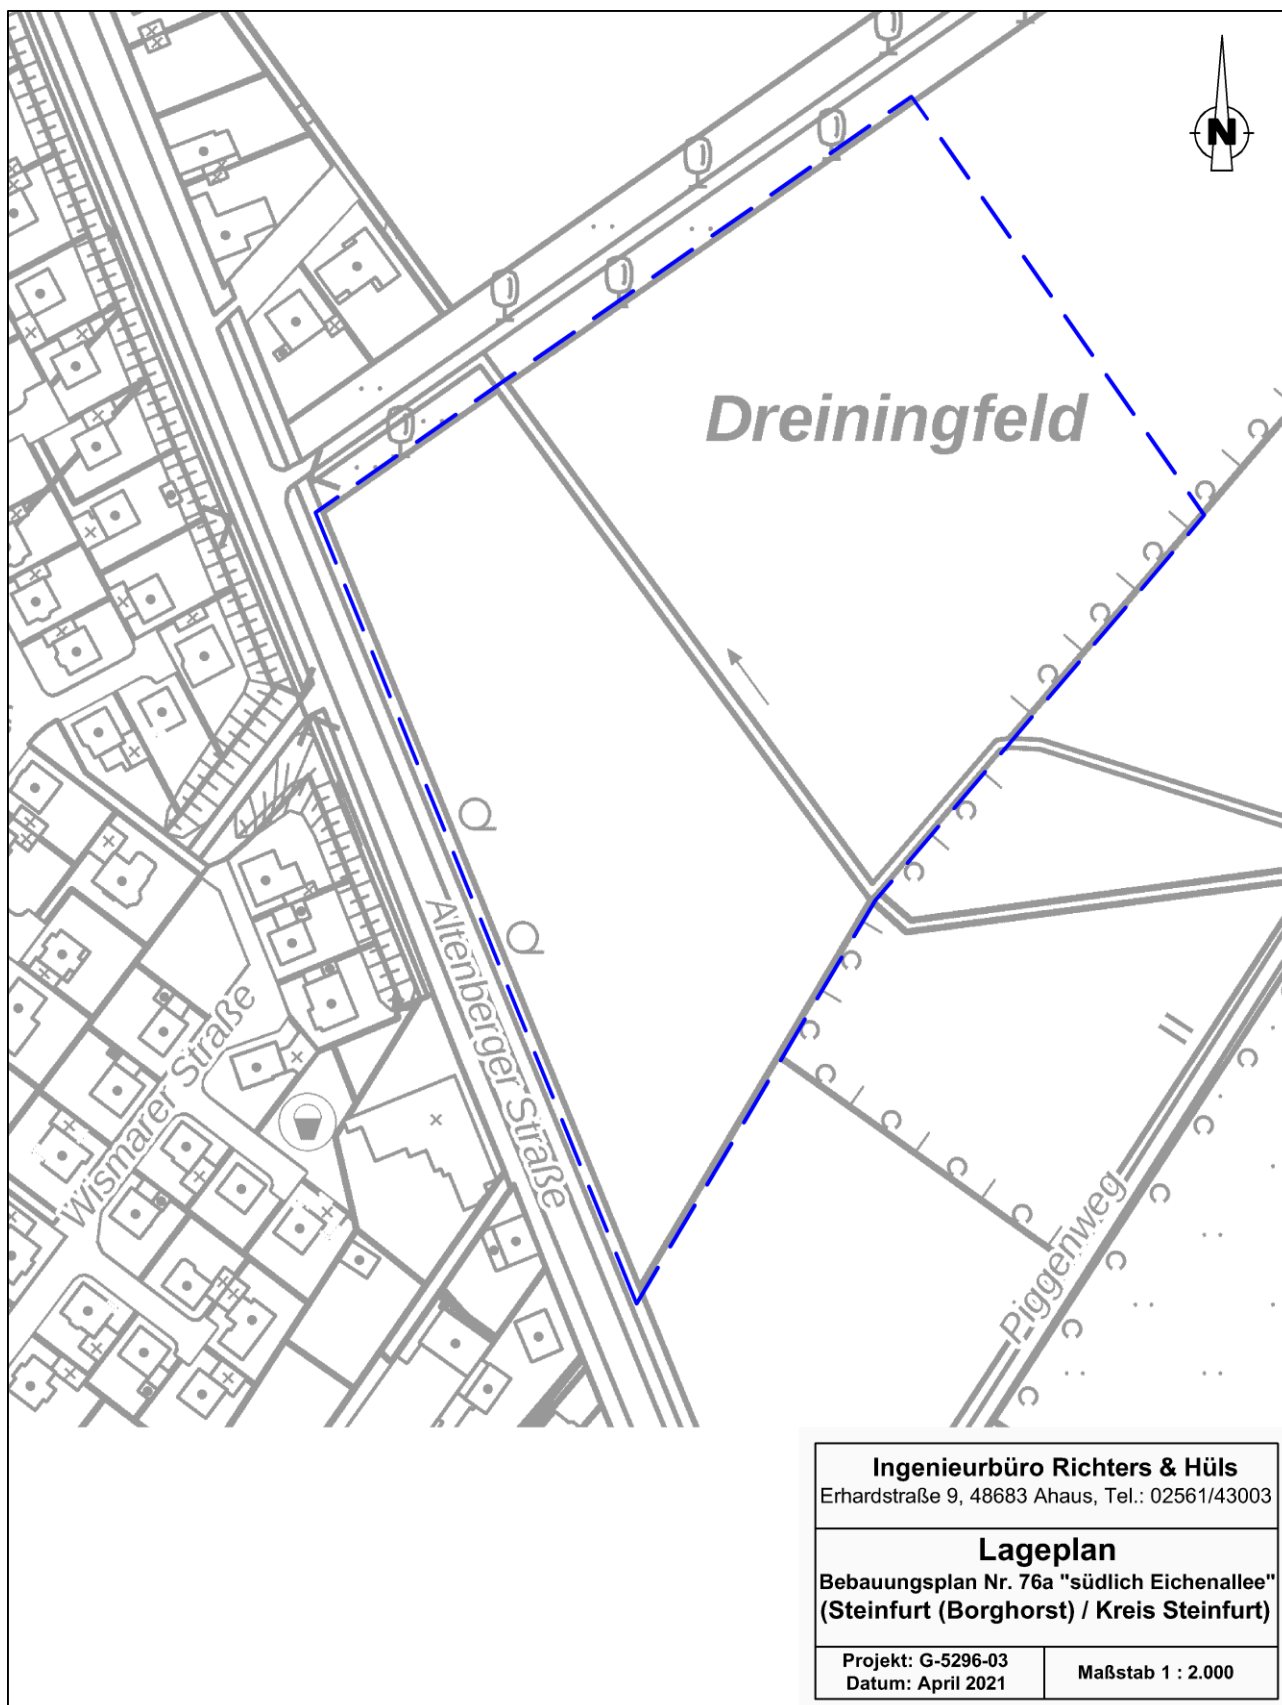 N
Dreiningfeld
Altenberger Straße
Wismarer Straße
Piggenweg
Ingenieurbüro Richters & Hüls
Erhardstraße 9, 48683 Ahaus, Tel.: 02561/43003
Lageplan
Bebauungsplan Nr. 76a "südlich Eichenallee"
(Steinfurt (Borghorst) / Kreis Steinfurt)
Projekt: G-5296-03
Datum: April 2021
Maßstab 1 : 2.000